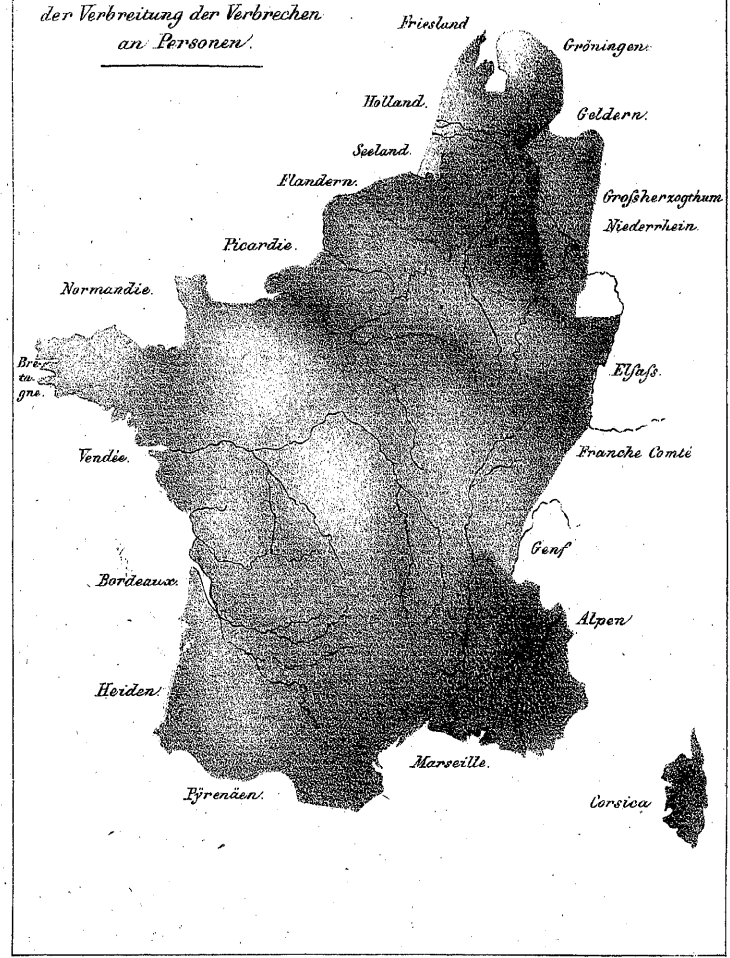 der Verbreitung der Verbrechen
an Personen.
Friesland
Gröningen.
Holland.
Geldern.
Seeland.
Flandern.
Großherzogthum
Niederrhein.
Picardie.
Normandie.
Bre-
ta-
gne.
Elsass.
Vendée.
Franche Comté
Genf
Bordeaux.
Alpen
Heiden.
Marseille.
Pyrenäen.
Corsica